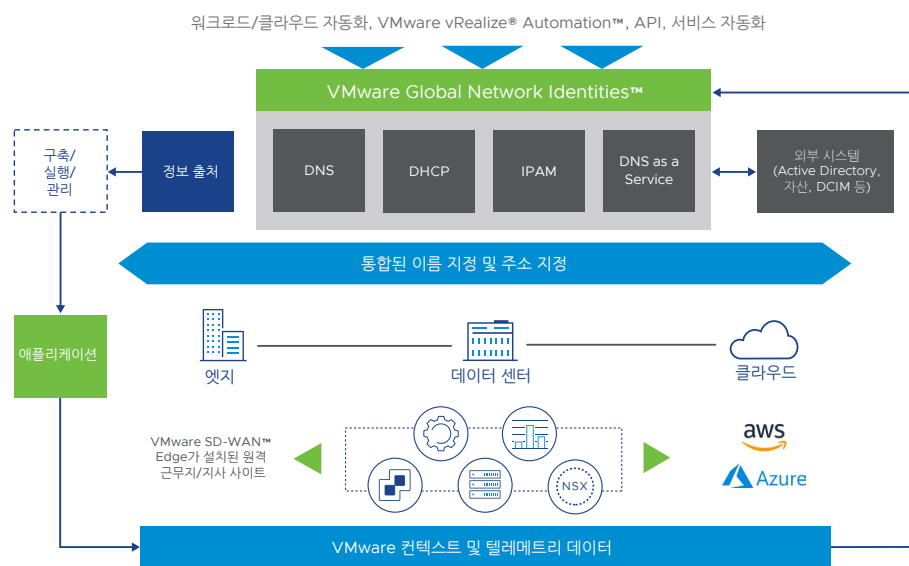 워크로드/클라우드 자동화, VMware vRealize® Automation™, API, 서비스 자동화
VMware Global Network Identities™
구축/
실행/
관리
정보 출처
DNS
DHCP
IPAM
DNS as a
Service
외부 시스템
(Active Directory,
자산, DCIM 등)
통합된 이름 지정 및 주소 지정
애플리케이션
엣지
데이터 센터
클라우드
VMware SD-WAN™
Edge가 설치된 원격
근무지/지사 사이트
NSX
aws
Azure
VMware 컨텍스트 및 텔레메트리 데이터